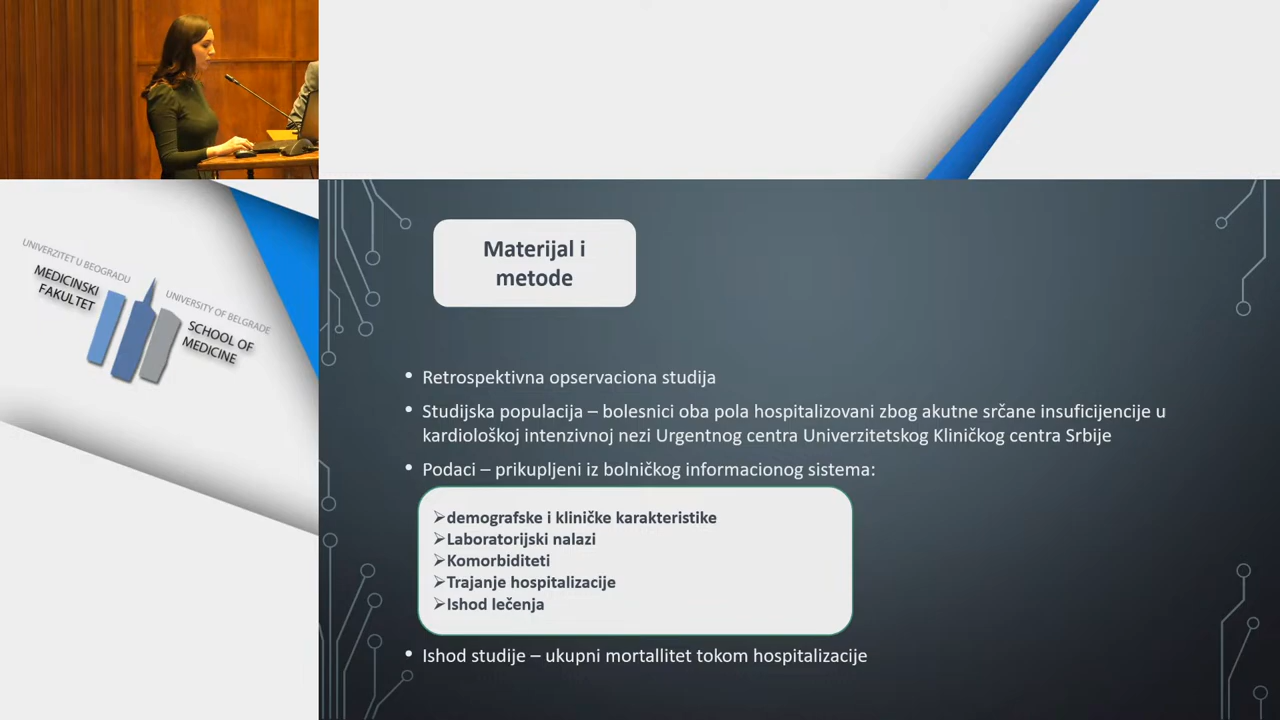 UNIVERZITET U BEOGRADU
MEDICINSKI
FAKULTET
UNIVERSITY OF BELGRADE
SCHOOL OF
MEDICINE
Materijal i
metode
• Retrospektivna opservaciona studija
• Studijska populacija – bolesnici oba pola hospitalizovani zbog akutne srčane insuficijencije u
kardiološkoj intenzivnoj nezi Urgentnog centra Univerzitetskog Kliničkog centra Srbije
• Podaci – prikupljeni iz bolničkog informacionog sistema:
➢demografske i kliničke karakteristike
➢Laboratorijski nalazi
➢Komorbiditeti
➢Trajanje hospitalizacije
➢Ishod lečenja
• Ishod studije – ukupni mortallitet tokom hospitalizacije